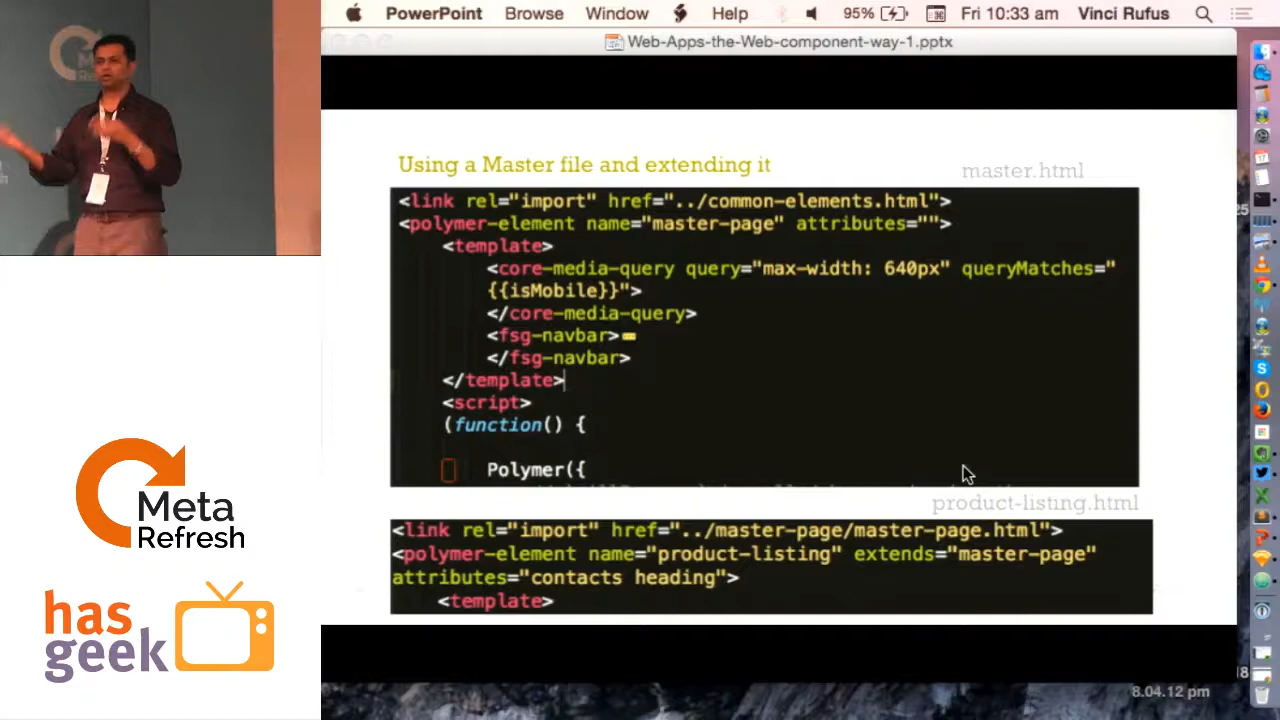 PowerPoint Browse Window Help 95% Fri 10:33 am Vinci Rufus
Web-Apps-the-Web-component-way-1.pptx
Using a Master file and extending it
master.html
<link rel="import" href="../common-elements.html">
<polymer-element name="master-page" attributes="">
<template>
<core-media-query query="max-width: 640px" queryMatches="
{{isMobile}}">
</core-media-query>
<fsg-navbar>
</fsg-navbar>
</template>
<script>
(function() {
Polymer({
product-listing.html
<link rel="import" href="../master-page/master-page.html">
<polymer-element name="product-listing" extends="master-page"
attributes="contacts heading">
<template>
8.04.12 pm
Meta
Refresh
has
geek